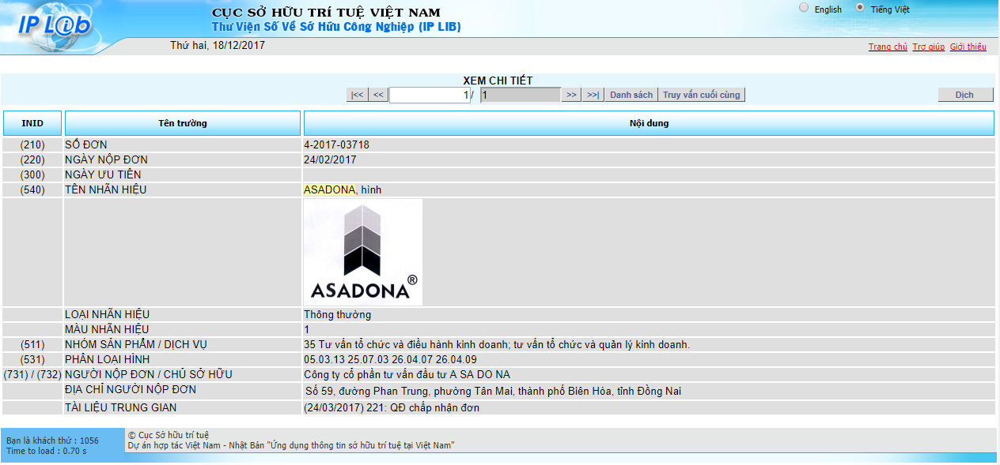 IP L@b
CỤC SỞ HỮU TRÍ TUỆ VIỆT NAM
Thư Viện Số Về Sở Hữu Công Nghiệp (IP LIB)
English Tiếng Việt
Thứ hai, 18/12/2017
Trang chủ Trợ giúp Giới thiệu
XEM CHI TIẾT
|<< << 1/ 1 >> >>| Danh sách Truy vấn cuối cùng Dịch
INID Tên trường Nội dung
(210) SỐ ĐƠN 4-2017-03718
(220) NGÀY NỘP ĐƠN 24/02/2017
(300) NGÀY ƯU TIÊN
(540) TÊN NHÃN HIỆU ASADONA, hình
ASADONA®
LOẠI NHÃN HIỆU Thông thường
MÀU NHÃN HIỆU 1
(511) NHÓM SẢN PHẨM / DỊCH VỤ 35 Tư vấn tổ chức và điều hành kinh doanh; tư vấn tổ chức và quản lý kinh doanh.
(531) PHÂN LOẠI HÌNH 05.03.13 25.07.03 26.04.07 26.04.09
(731) / (732) NGƯỜI NỘP ĐƠN / CHỦ SỞ HỮU Công ty cổ phần tư vấn đầu tư A SA DO NA
ĐỊA CHỈ NGƯỜI NỘP ĐƠN Số 59, đường Phan Trung, phường Tân Mai, thành phố Biên Hòa, tỉnh Đồng Nai
TÀI LIỆU TRUNG GIAN (24/03/2017) 221: QĐ chấp nhận đơn
Bạn là khách thứ : 1056
Time to load : 0.70 s
© Cục Sở hữu trí tuệ
Dự án hợp tác Việt Nam - Nhật Bản "Ứng dụng thông tin sở hữu trí tuệ tại Việt Nam"